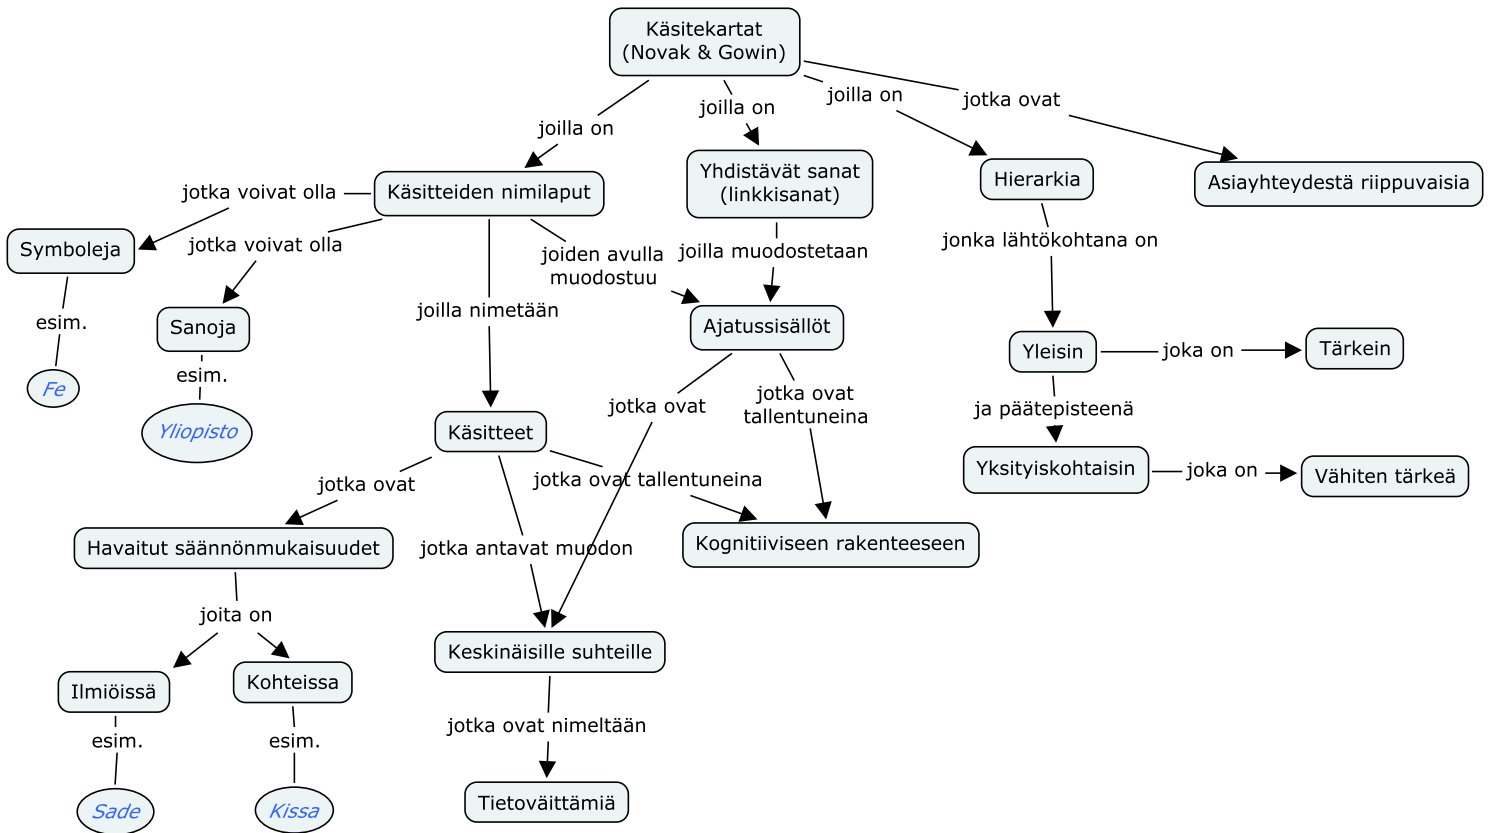 Käsitekartat
(Novak & Gowin)
joilla on
joilla on
joilla on
jotka ovat
Käsitteiden nimilaput
Yhdistävät sanat
(linkkisanat)
Hierarkia
Asiayhteydestä riippuvaisia
jotka voivat olla
jotka voivat olla
joiden avulla
muodostuu
joilla muodostetaan
jonka lähtökohtana on
Symboleja
Sanoja
joilla nimetään
Ajatussisällöt
Yleisin
joka on
Tärkein
esim.
esim.
Fe
Yliopisto
jotka ovat
jotka ovat
tallentuneina
ja päätepisteenä
Käsitteet
Yksityiskohtaisin
joka on
Vähiten tärkeä
jotka ovat
jotka ovat tallentuneina
Havaitut säännönmukaisuudet
jotka antavat muodon
Kognitiiviseen rakenteeseen
joita on
Keskinäisille suhteille
Ilmiöissä
Kohteissa
jotka ovat nimeltään
esim.
esim.
Sade
Kissa
Tietoväittämiä